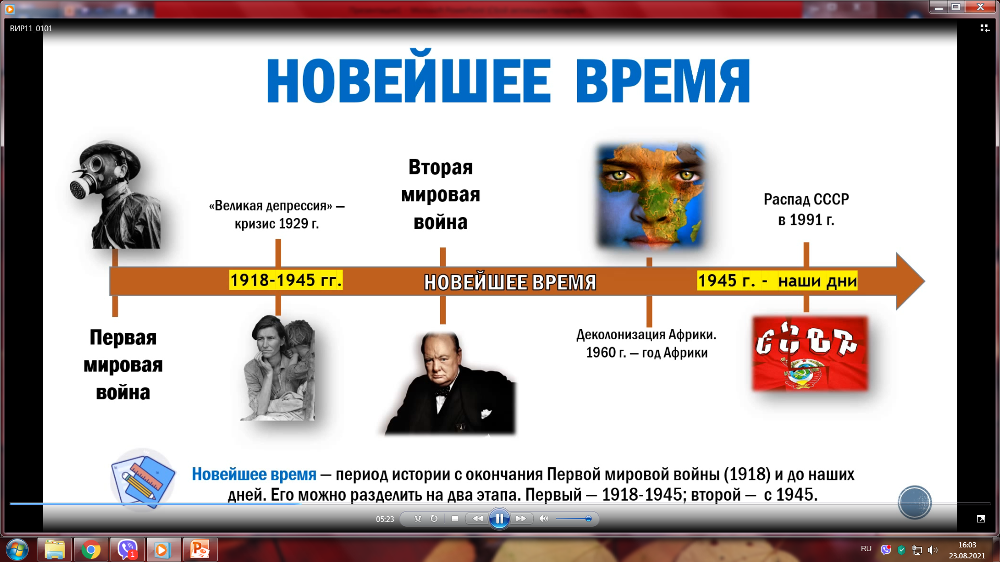 ВИР11_0101
НОВЕЙШЕЕ ВРЕМЯ
«Великая депрессия» —
кризис 1929 г.
Вторая
мировая
война
Распад СССР
в 1991 г.
1918-1945 гг.
НОВЕЙШЕЕ ВРЕМЯ
1945 г. - наши дни
Первая
мировая
война
Деколонизация Африки.
1960 г. — год Африки
СССР
Новейшее время — период истории с окончания Первой мировой войны (1918) и до наших
дней. Его можно разделить на два этапа. Первый — 1918-1945; второй — с 1945.
05:23
1
RU
16:03
23.08.2021